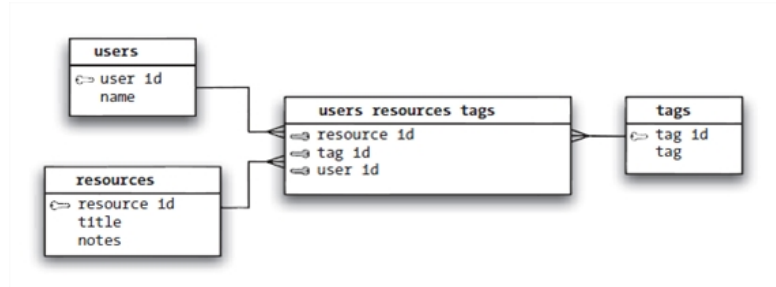 users
user id
name
users resources tags
resource id
tag id
user id
tags
tag id
tag
resources
resource id
title
notes